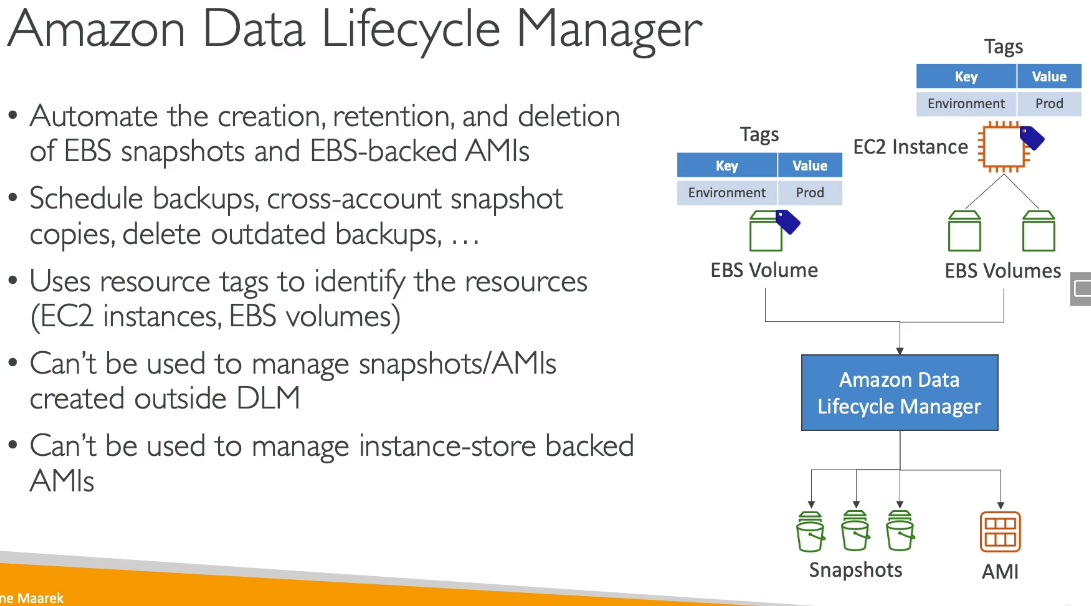 Amazon Data Lifecycle Manager
• Automate the creation, retention, and deletion
of EBS snapshots and EBS-backed AMIs
• Schedule backups, cross-account snapshot
copies, delete outdated backups, …
• Uses resource tags to identify the resources
(EC2 instances, EBS volumes)
• Can’t be used to manage snapshots/AMIs
created outside DLM
• Can’t be used to manage instance-store backed
AMIs
Tags
Key Value
Environment Prod
EC2 Instance
Tags
Key Value
Environment Prod
EBS Volume
EBS Volumes
Amazon Data
Lifecycle Manager
Snapshots
AMI
ne Maarek